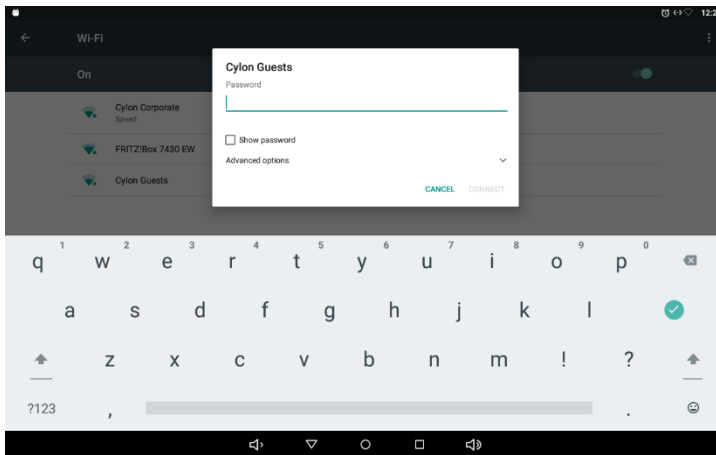 12:2
Wi-Fi
On
Cylon Corporate
Saved
FRITZ!Box 7430 EW
Cylon Guests
Cylon Guests
Password
Show password
Advanced options
CANCEL CONNECT
1 2 3 4 5 6 7 8 9 0
q w e r t y u i o p
a s d f g h j k l
z x c v b n m ! ?
?123 , .